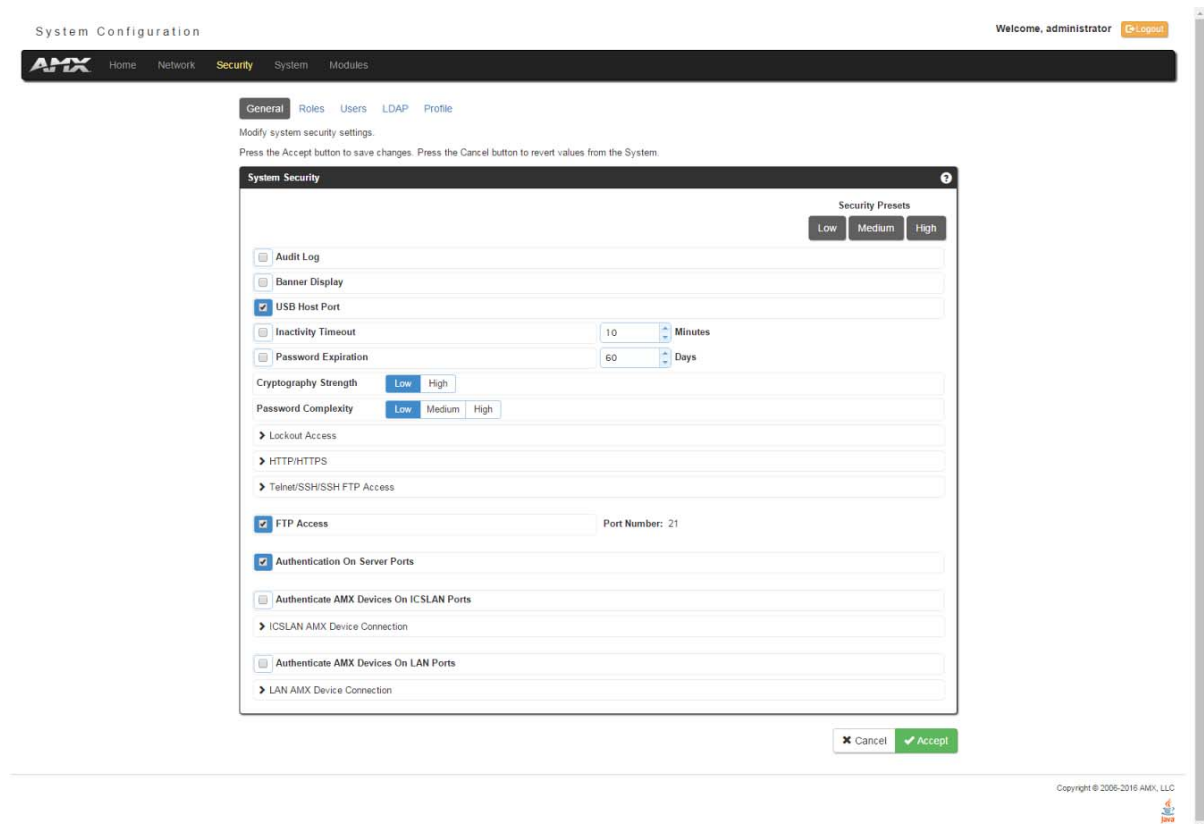 System Configuration
Welcome, administrator Logout
AMX Home Network Security System Modules
General Roles Users LDAP Profile
Modify system security settings.
Press the Accept button to save changes. Press the Cancel button to revert values from the System.
System Security ?
Security Presets
Low Medium High
Audit Log
Banner Display
USB Host Port
Inactivity Timeout 10 Minutes
Password Expiration 60 Days
Cryptography Strength Low High
Password Complexity Low Medium High
Lockout Access
HTTP/HTTPS
Telnet/SSH/SSH FTP Access
FTP Access Port Number: 21
Authentication On Server Ports
Authenticate AMX Devices On ICSLAN Ports
ICSLAN AMX Device Connection
Authenticate AMX Devices On LAN Ports
LAN AMX Device Connection
Cancel Accept
Copyright © 2006-2016 AMX, LLC
Java